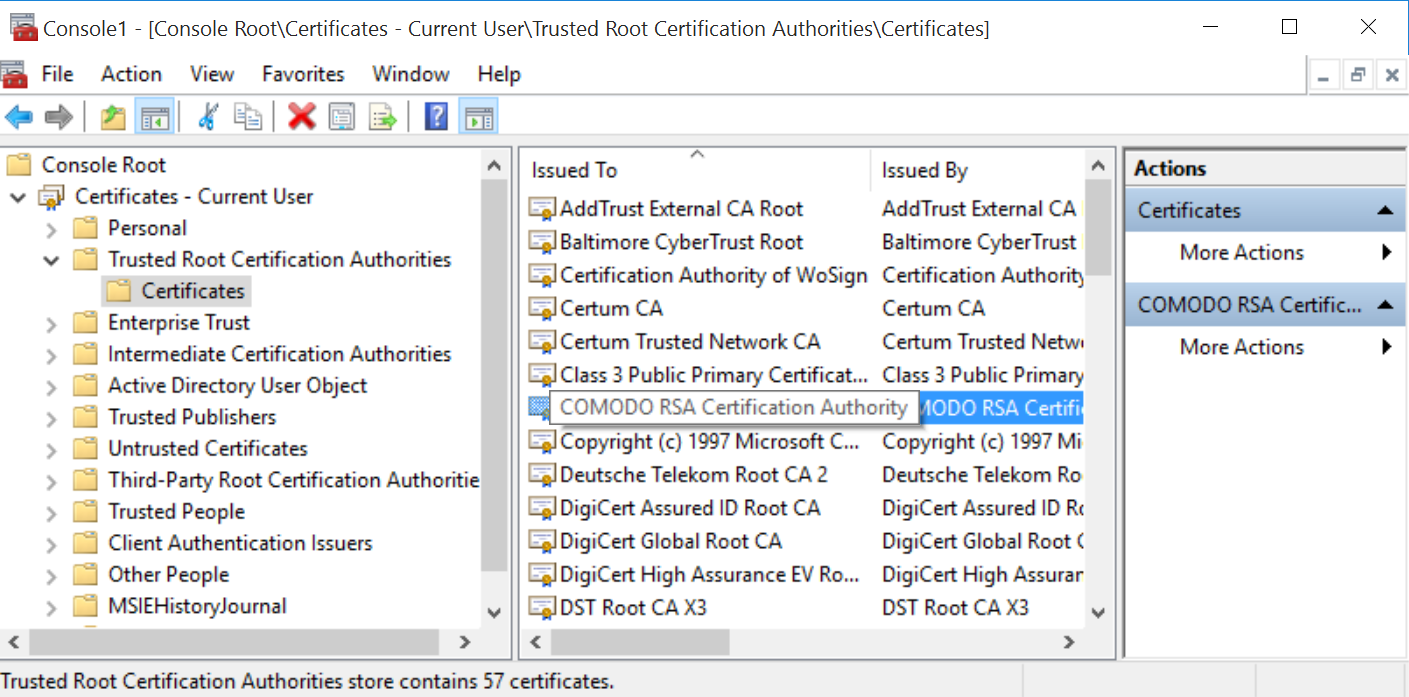 Console1 - [Console Root\Certificates - Current User\Trusted Root Certification Authorities\Certificates]
File Action View Favorites Window Help
Console Root
Certificates - Current User
Personal
Trusted Root Certification Authorities
Certificates
Enterprise Trust
Intermediate Certification Authorities
Active Directory User Object
Trusted Publishers
Untrusted Certificates
Third-Party Root Certification Authoritie
Trusted People
Client Authentication Issuers
Other People
MSIEHistoryJournal
Issued To Issued By
AddTrust External CA Root AddTrust External CA
Baltimore CyberTrust Root Baltimore CyberTrust
Certification Authority of WoSign Certification Authority
Certum CA Certum CA
Certum Trusted Network CA Certum Trusted Netw
Class 3 Public Primary Certificat... Class 3 Public Primary
COMODO RSA Certification Authority MODO RSA Certifi
Copyright (c) 1997 Microsoft C... Copyright (c) 1997 Mi
Deutsche Telekom Root CA 2 Deutsche Telekom Ro
DigiCert Assured ID Root CA DigiCert Assured ID R
DigiCert Global Root CA DigiCert Global Root
DigiCert High Assurance EV Ro... DigiCert High Assuran
DST Root CA X3 DST Root CA X3
Actions
Certificates
More Actions
COMODO RSA Certific...
More Actions
Trusted Root Certification Authorities store contains 57 certificates.